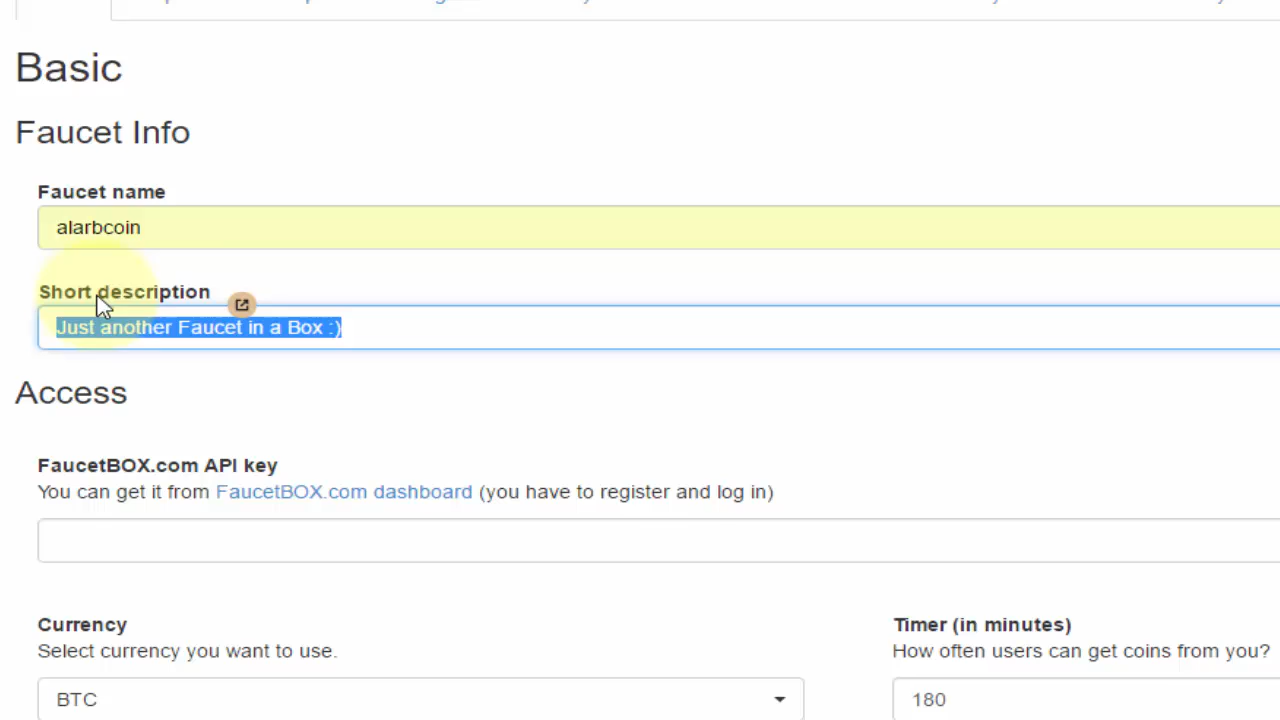 Basic
Faucet Info
Faucet name
alarbcoin
Short description
Just another Faucet in a Box :)
Access
FaucetBOX.com API key
You can get it from FaucetBOX.com dashboard (you have to register and log in)
Currency
Timer (in minutes)
Select currency you want to use.
How often users can get coins from you?
BTC
180